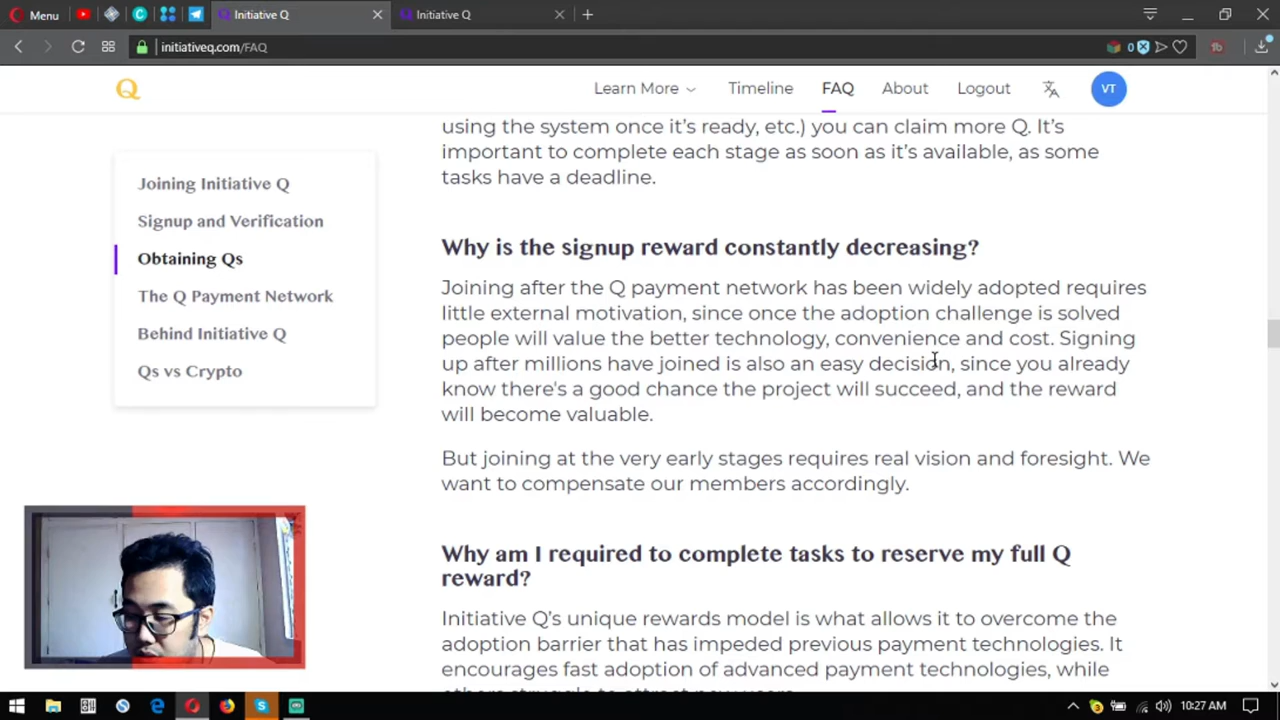 Menu
Initiative Q
Initiative Q
initiativeq.com/FAQ
0
Q
Learn More
Timeline
FAQ
About
Logout
VT
Joining Initiative Q
Signup and Verification
Obtaining Qs
The Q Payment Network
Behind Initiative Q
Qs vs Crypto
using the system once it's ready, etc.) you can claim more Q. It's
important to complete each stage as soon as it's available, as some
tasks have a deadline.
Why is the signup reward constantly decreasing?
Joining after the Q payment network has been widely adopted requires
little external motivation, since once the adoption challenge is solved
people will value the better technology, convenience and cost. Signing
up after millions have joined is also an easy decision, since you already
know there's a good chance the project will succeed, and the reward
will become valuable.
But joining at the very early stages requires real vision and foresight. We
want to compensate our members accordingly.
Why am I required to complete tasks to reserve my full Q
reward?
Initiative Q's unique rewards model is what allows it to overcome the
adoption barrier that has impeded previous payment technologies. It
encourages fast adoption of advanced payment technologies, while
10:27 AM